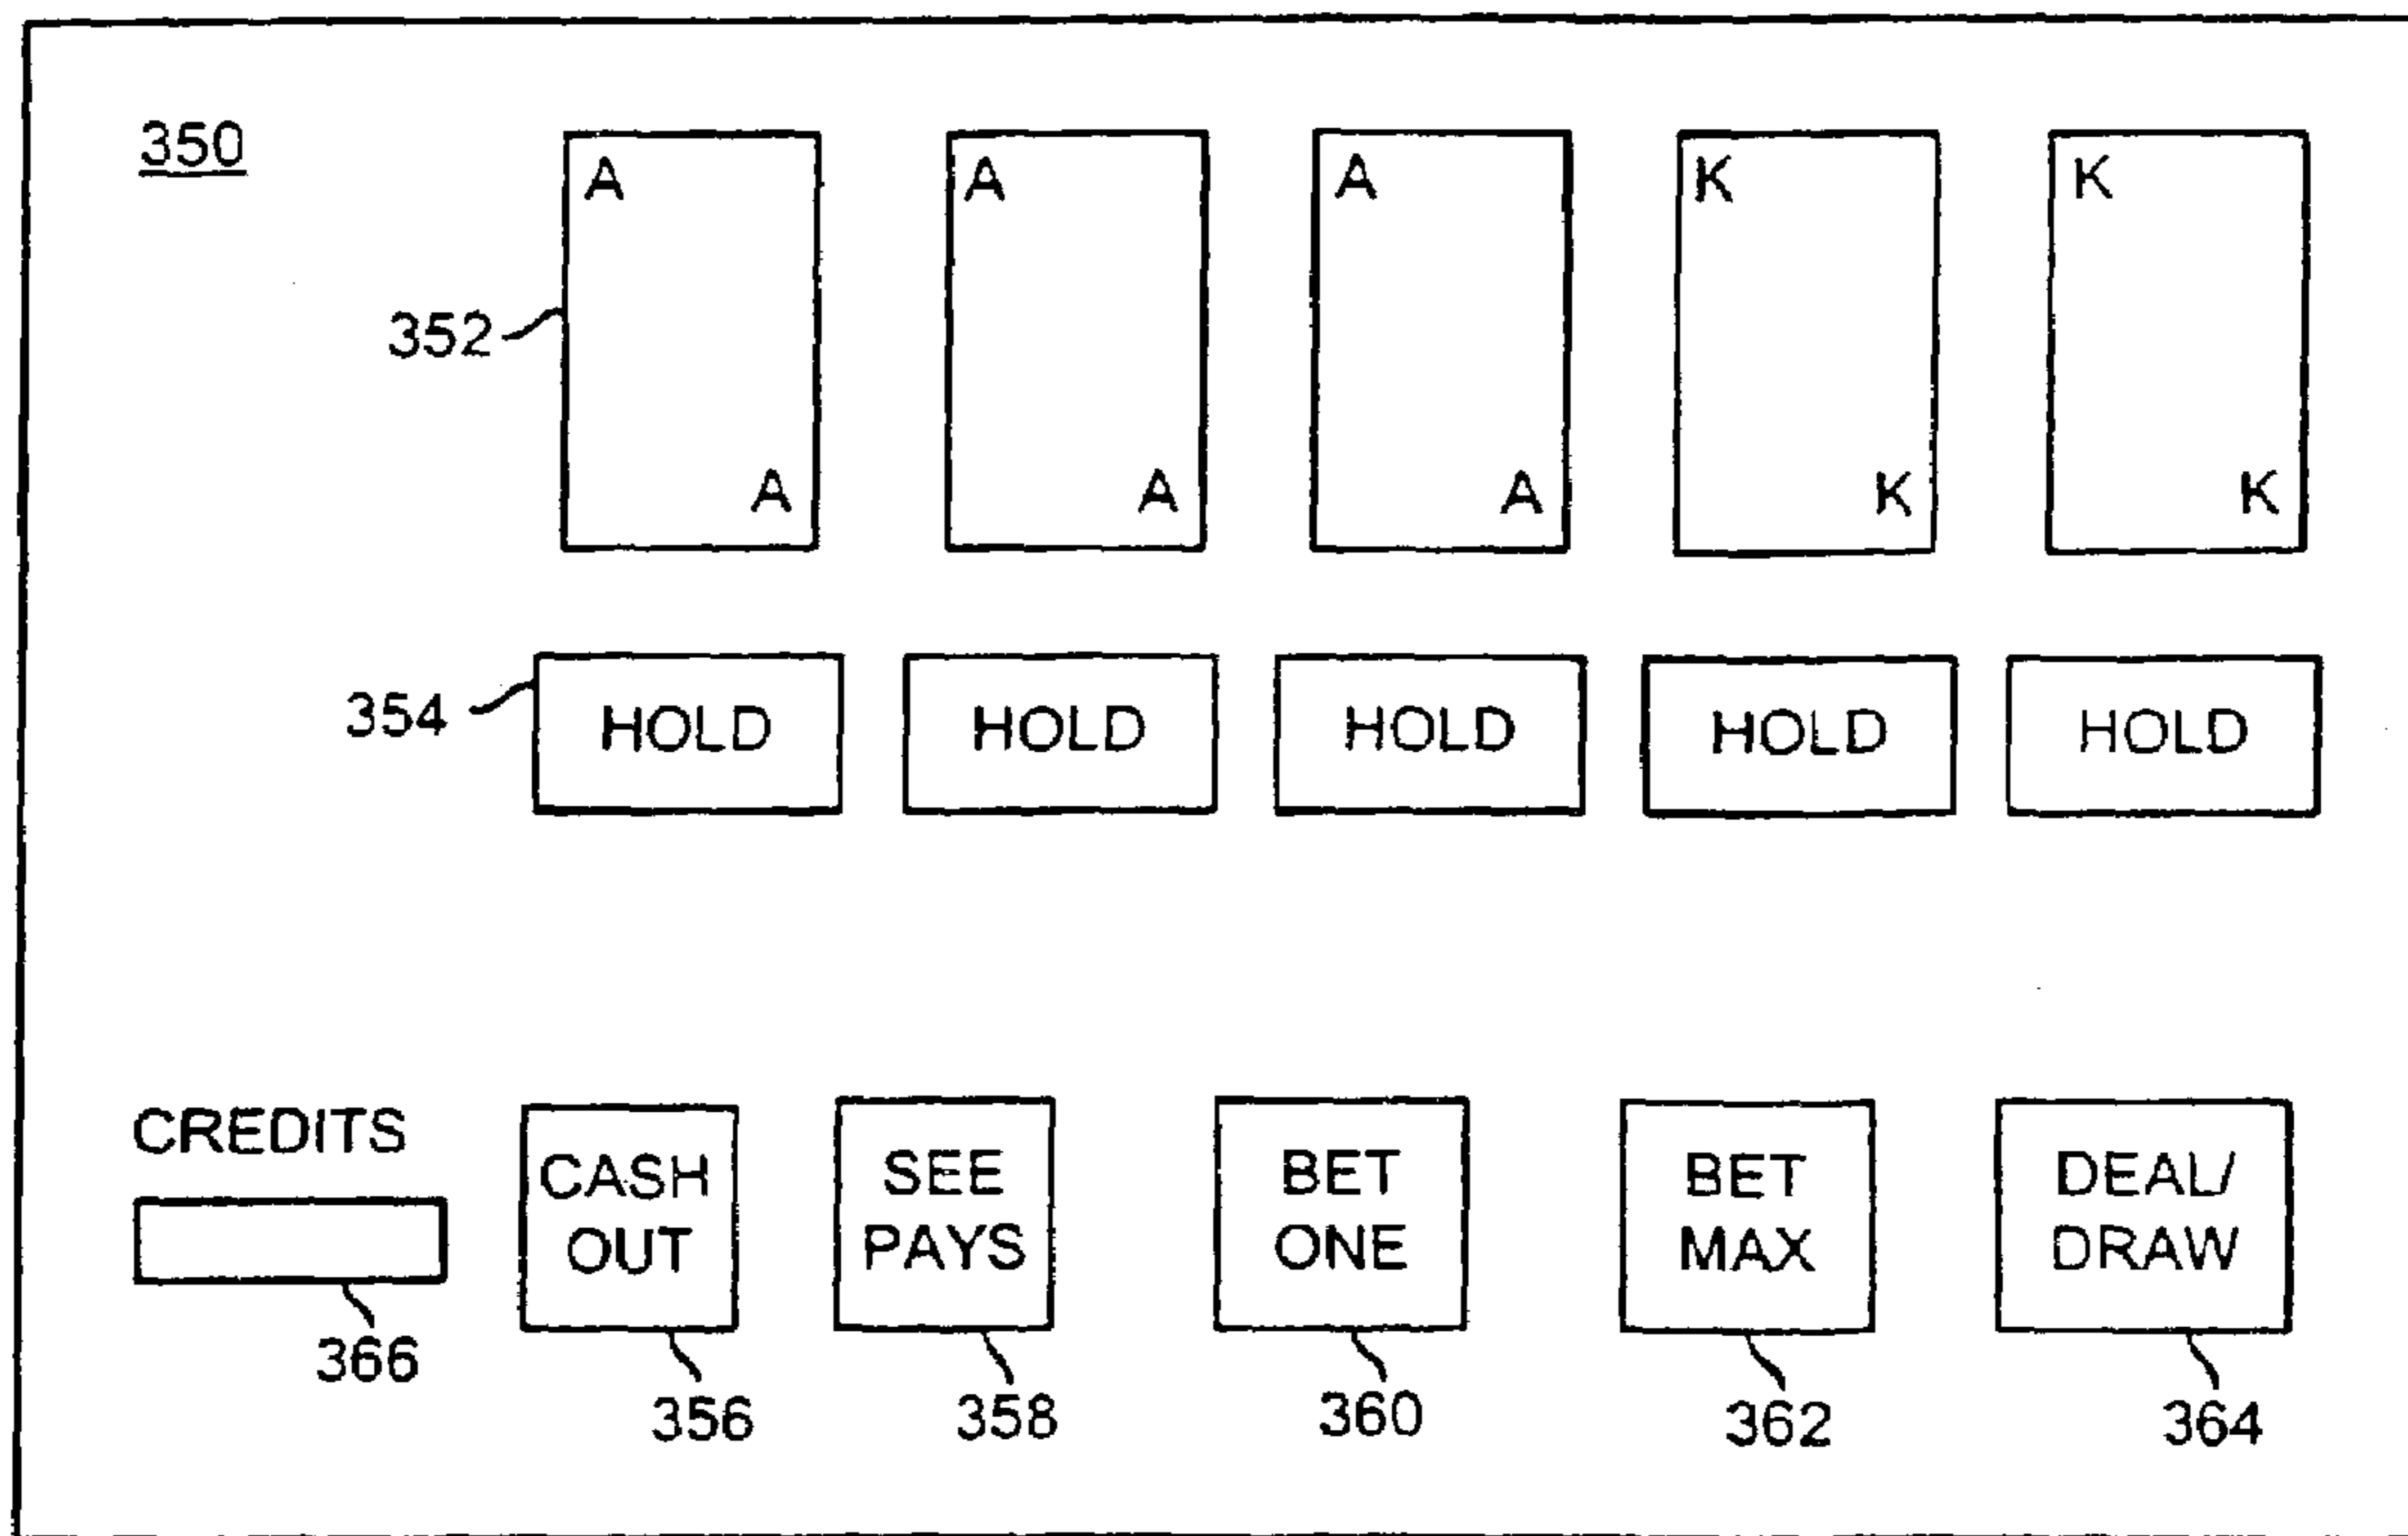 350
A A A K K
352
A A A K K
354 HOLD HOLD HOLD HOLD HOLD
CREDITS
CASH OUT
SEE PAYS
BET ONE
BET MAX
DEAL/ DRAW
366
356 358 360 362 364